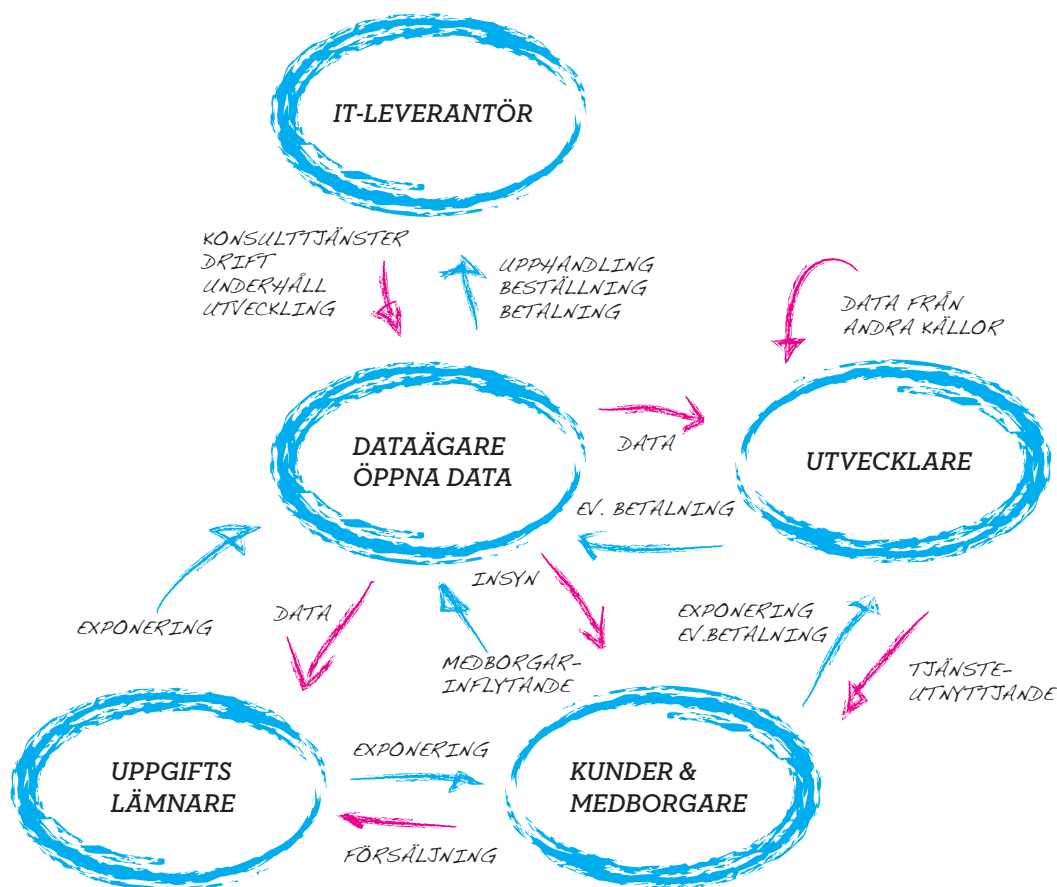 IT-LEVERANTÖR
KONSULTTJÄNSTER
DRIFT
UNDERHÅLL
UTVECKLING
UPPHANDLING
BESTÄLLNING
BETALNING
DATA FRÅN
ANDRA KÄLLOR
DATAÄGARE
ÖPPNA DATA
DATA
UTVECKLARE
EV. BETALNING
INSYN
EXPONERING
DATA
MEDBORGAR-
INFLYTANDE
EXPONERING
EV.BETALNING
TJÄNSTE-
UTNYTTJANDE
UPPGIFTS
LÄMNARE
EXPONERING
FÖRSÄLJNING
KUNDER &
MEDBORGARE